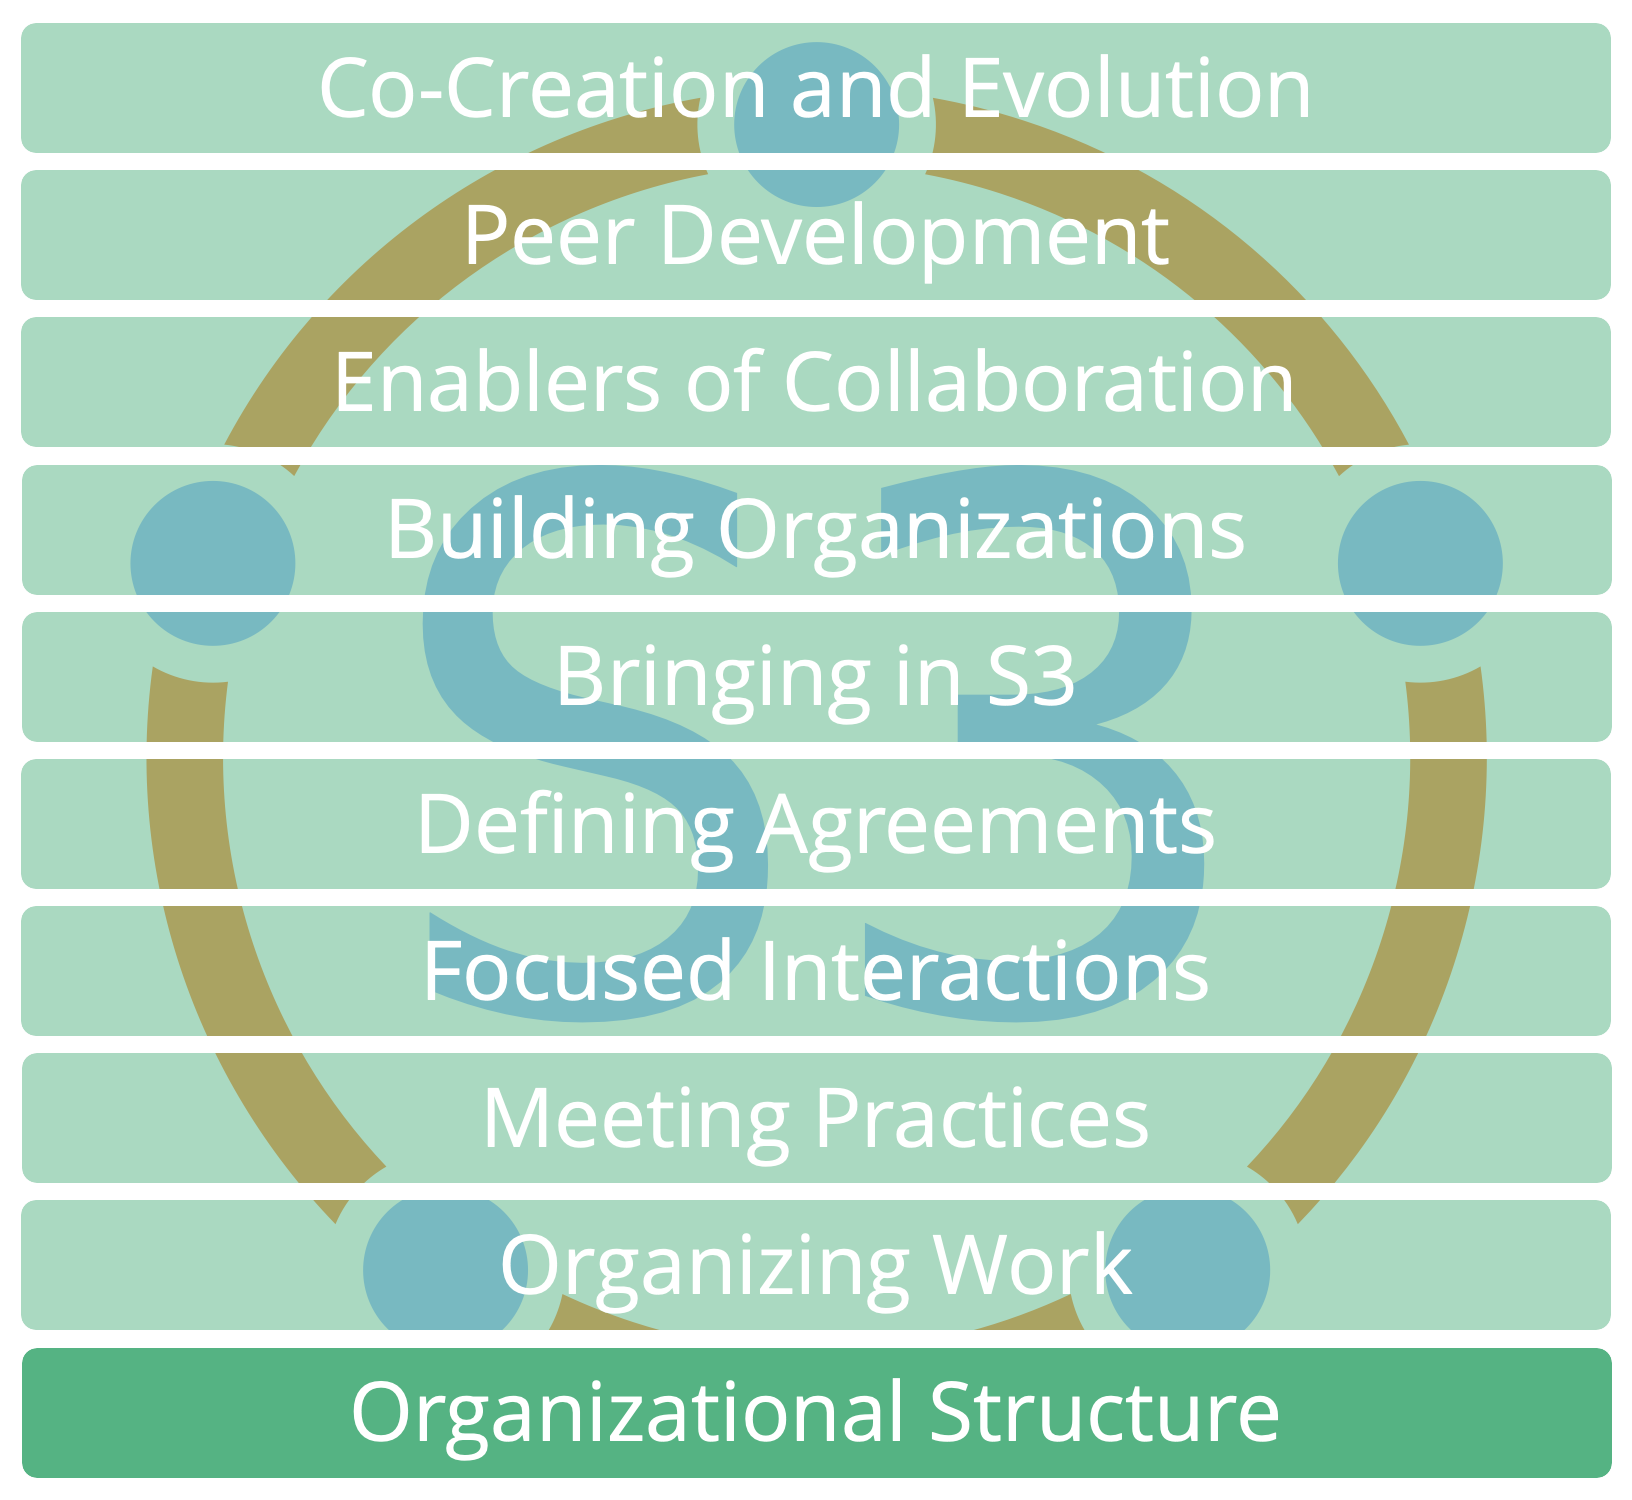 Co-Creation and Evolution
Peer Development
Enablers of Collaboration
Building Organizations
Bringing in S3
Defining Agreements
Focused Interactions
Meeting Practices
Organizing Work
Organizational Structure
S3